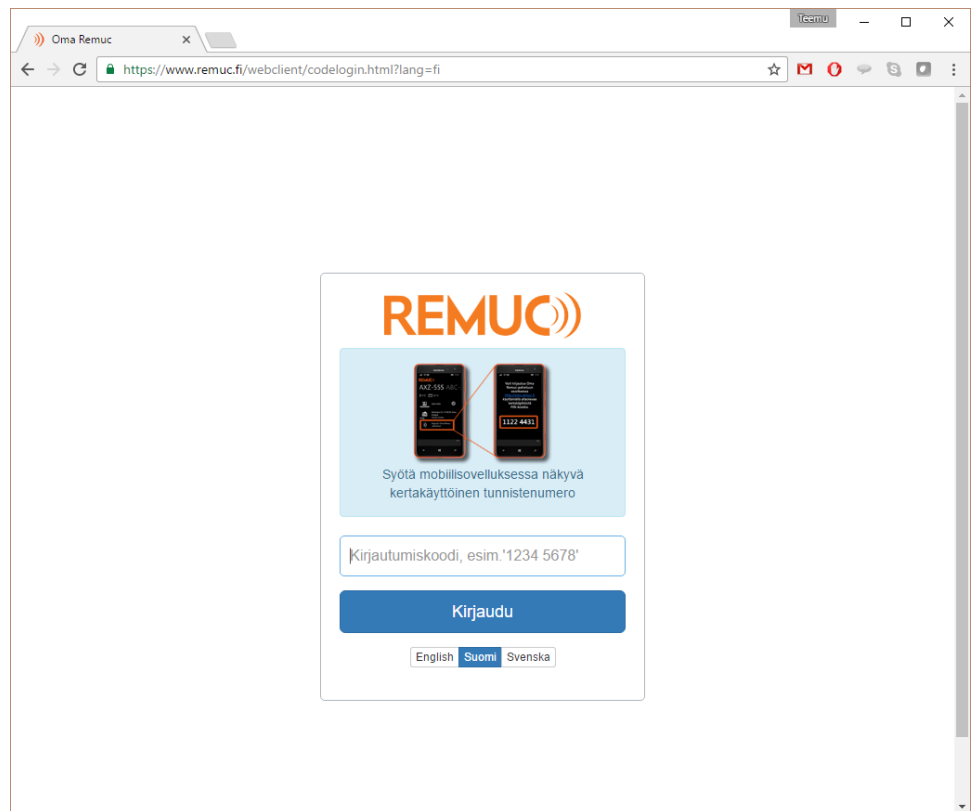 Teemu
Oma Remuc
https://www.remuc.fi/webclient/codelogin.html?lang=fi
REMUC
AXZ-555 ABC-
1122 4431
Syötä mobiilisovelluksessa näkyvä
kertakäyttöinen tunnistenumero
Kirjautumiskoodi, esim.'1234 5678'
Kirjaudu
English Suomi Svenska